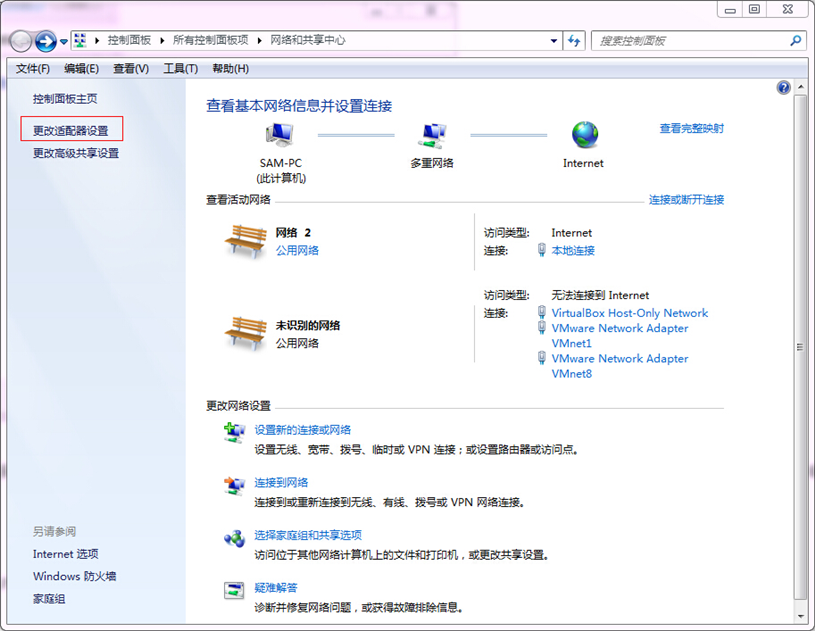 控制面板 ▸ 所有控制面板项 ▸ 网络和共享中心
搜索控制面板
文件(F) 编辑(E) 查看(V) 工具(T) 帮助(H)
控制面板主页
更改适配器设置
更改高级共享设置
查看基本网络信息并设置连接
查看完整映射
SAM-PC
(此计算机)
多重网络
Internet
查看活动网络
连接或断开连接
网络 2
公用网络
访问类型: Internet
连接: 本地连接
未识别的网络
公用网络
访问类型: 无法连接到 Internet
连接: VirtualBox Host-Only Network
VMware Network Adapter
VMnet1
VMware Network Adapter
VMnet8
更改网络设置
设置新的连接或网络
设置无线、宽带、拨号、临时或 VPN 连接；或设置路由器或访问点。
连接到网络
连接到或重新连接到无线、有线、拨号或 VPN 网络连接。
选择家庭组和共享选项
访问位于其他网络计算机上的文件和打印机，或更改共享设置。
疑难解答
诊断并修复网络问题，或获得故障排除信息。
另请参阅
Internet 选项
Windows 防火墙
家庭组